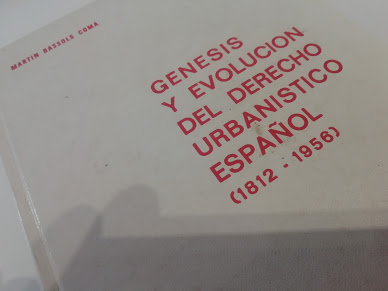 MARTIN BASSOLS COMA
GENESIS
Y EVOLUCION
DEL DERECHO
URBANISTICO
ESPAÑOL
(1812 - 1956)